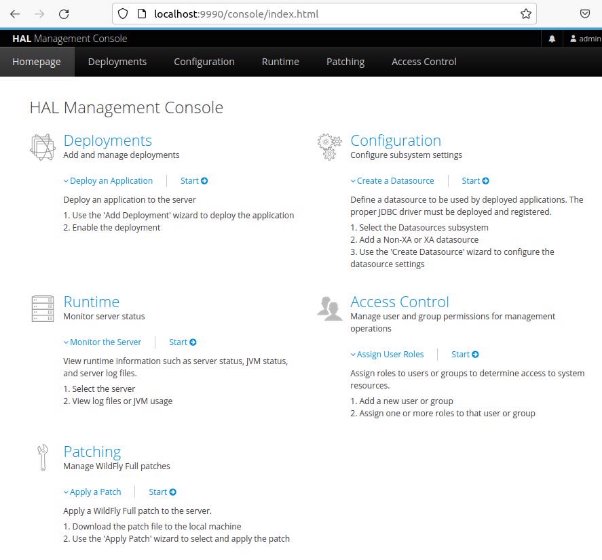 localhost:9990/console/index.html
HAL Management Console
admin
Homepage Deployments Configuration Runtime Patching Access Control
HAL Management Console
Deployments
Add and manage deployments
Deploy an Application
Start
Deploy an application to the server
1. Use the 'Add Deployment' wizard to deploy the application
2. Enable the deployment
Configuration
Configure subsystem settings
Create a Datasource
Start
Define a datasource to be used by deployed applications. The
proper JDBC driver must be deployed and registered.
1. Select the Datasources subsystem
2. Add a Non-XA or XA datasource
3. Use the 'Create Datasource' wizard to configure the
datasource settings
Runtime
Monitor server status
Monitor the Server
Start
View runtime information such as server status, JVM status,
and server log files.
1. Select the server
2. View log files or JVM usage
Access Control
Manage user and group permissions for management
operations
Assign User Roles
Start
Assign roles to users or groups to determine access to system
resources.
1. Add a new user or group
2. Assign one or more roles to that user or group
Patching
Manage WildFly Full patches
Apply a Patch
Start
Apply a WildFly Full patch to the server.
1. Download the patch file to the local machine
2. Use the 'Apply Patch' wizard to select and apply the patch